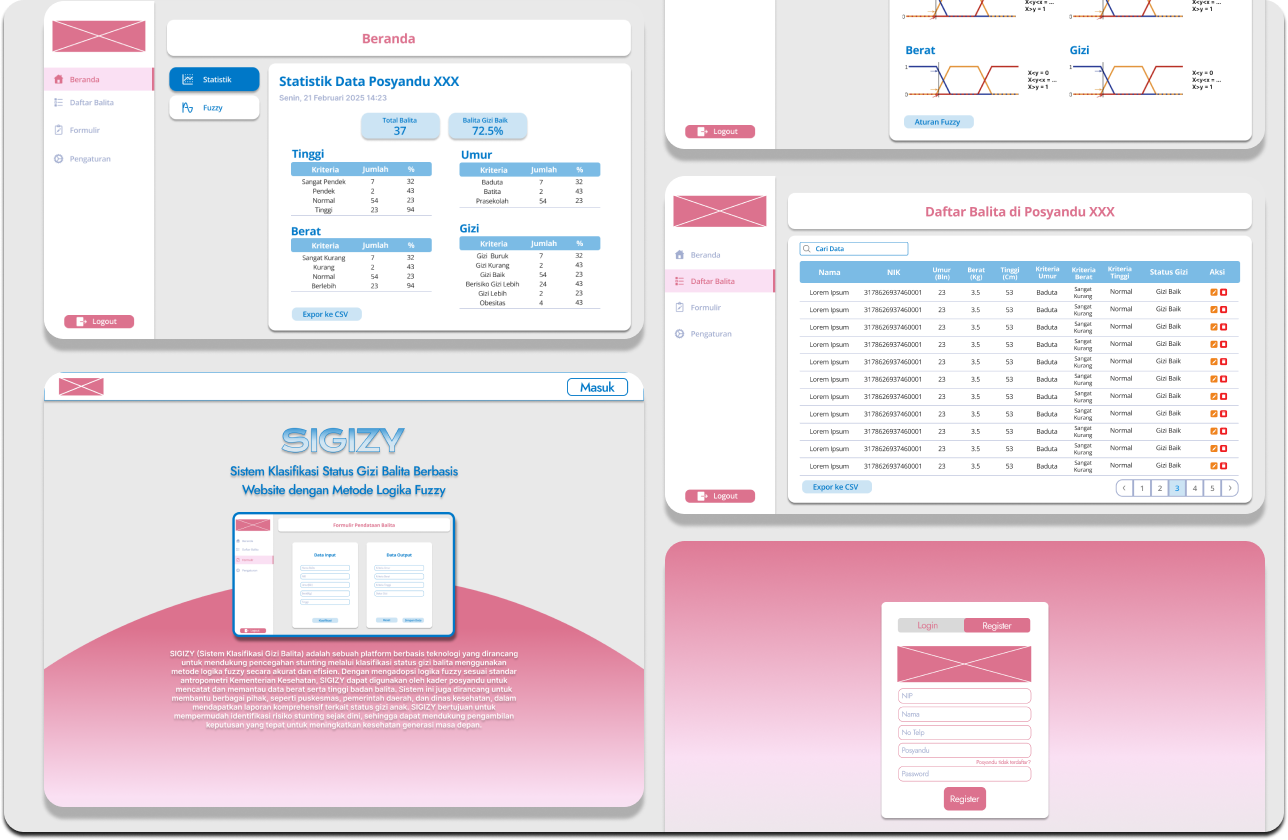 Beranda
Beranda
Daftar Balita
Formulir
Pengaturan
Logout
Statistik
Fuzzy
Statistik Data Posyandu XXX
Senin, 21 Februari 2025 14:23
Total Balita
37
Balita Gizi Baik
72.5%
Tinggi
Kriteria Jumlah %
Sangat Pendek 7 32
Pendek 2 43
Normal 54 23
Tinggi 23 94
Umur
Kriteria Jumlah %
Baduta 7 32
Batita 2 43
Prasekolah 54 23
Berat
Kriteria Jumlah %
Sangat Kurang 7 32
Kurang 2 43
Normal 54 23
Berlebih 23 94
Gizi
Kriteria Jumlah %
Gizi Buruk 7 32
Gizi Kurang 2 43
Gizi Baik 54 23
Berisiko Gizi Lebih 24 43
Gizi Lebih 2 23
Obesitas 4 43
Expor ke CSV
Masuk
SIGIZY
Sistem Klasifikasi Status Gizi Balita Berbasis
Website dengan Metode Logika Fuzzy
Formulir Pendataan Balita
Data Input
Data Output
SIGIZY (Sistem Klasifikasi Gizi Balita) adalah sebuah platform berbasis teknologi yang dirancang
untuk mendukung pencegahan stunting melalui klasifikasi status gizi balita menggunakan
metode logika fuzzy secara akurat dan efisien. Dengan mengadopsi logika fuzzy sesuai standar
antropometri Kementerian Kesehatan, SIGIZY dapat digunakan oleh kader posyandu untuk
mencatat dan memantau data berat serta tinggi badan balita. Sistem ini juga dirancang untuk
membantu berbagai pihak, seperti puskesmas, pemerintah daerah, dan dinas kesehatan, dalam
mendapatkan laporan komprehensif terkait status gizi anak. SIGIZY bertujuan untuk
mempermudah identifikasi risiko stunting sejak dini, sehingga dapat mendukung pengambilan
keputusan yang tepat untuk meningkatkan kesehatan generasi masa depan.
Logout
0
X<y<x = ...
X>y = 1
0
X<y<x = ...
X>y = 1
Berat
1
0
X<y = 0
X<y<x = ...
X>y = 1
Gizi
1
0
X<y = 0
X<y<x = ...
X>y = 1
Aturan Fuzzy
Daftar Balita di Posyandu XXX
Beranda
Daftar Balita
Formulir
Pengaturan
Logout
Cari Data
Nama NIK Umur (Bln) Berat (Kg) Tinggi (Cm) Kriteria Umur Kriteria Berat Kriteria Tinggi Status Gizi Aksi
Lorem Ipsum 3178626937460001 23 3.5 53 Baduta Sangat Kurang Normal Gizi Baik
Lorem Ipsum 3178626937460001 23 3.5 53 Baduta Sangat Kurang Normal Gizi Baik
Lorem Ipsum 3178626937460001 23 3.5 53 Baduta Sangat Kurang Normal Gizi Baik
Lorem Ipsum 3178626937460001 23 3.5 53 Baduta Sangat Kurang Normal Gizi Baik
Lorem Ipsum 3178626937460001 23 3.5 53 Baduta Sangat Kurang Normal Gizi Baik
Lorem Ipsum 3178626937460001 23 3.5 53 Baduta Sangat Kurang Normal Gizi Baik
Lorem Ipsum 3178626937460001 23 3.5 53 Baduta Sangat Kurang Normal Gizi Baik
Lorem Ipsum 3178626937460001 23 3.5 53 Baduta Sangat Kurang Normal Gizi Baik
Lorem Ipsum 3178626937460001 23 3.5 53 Baduta Sangat Kurang Normal Gizi Baik
Lorem Ipsum 3178626937460001 23 3.5 53 Baduta Sangat Kurang Normal Gizi Baik
Lorem Ipsum 3178626937460001 23 3.5 53 Baduta Sangat Kurang Normal Gizi Baik
Expor ke CSV
1 2 3 4 5
Login
Register
NIP
Nama
No Telp
Posyandu
Posyandu tidak terdaftar?
Password
Register